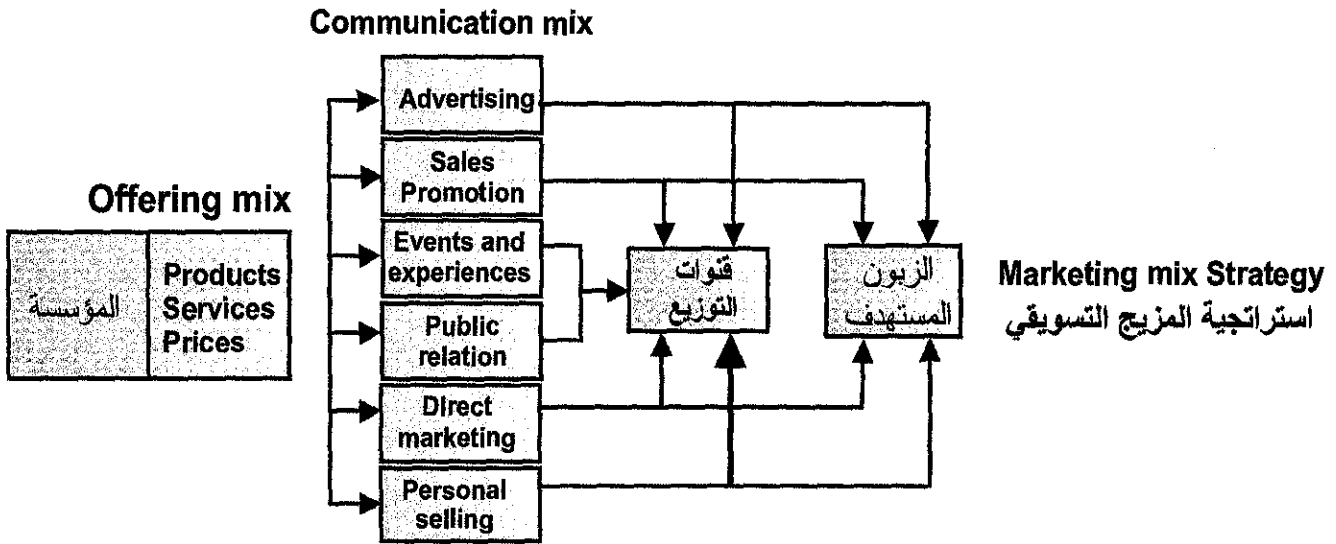 Communication mix
Advertising
Sales
Promotion
Offering mix
Events and
experiences
المؤسسة
Products
Services
Prices
Public
relation
Direct
marketing
Personal
selling
قنوات
التوزيع
الزبون
المستهدف
Marketing mix Strategy
استراتجية المزيج التسويقي